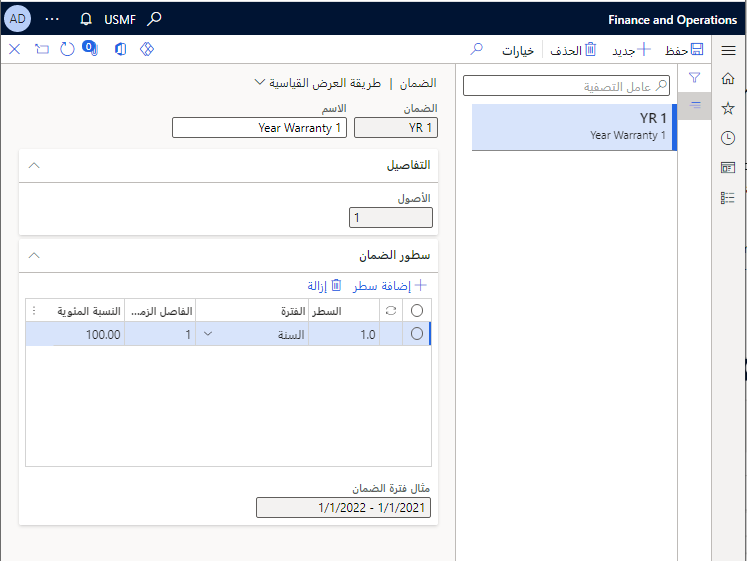 Finance and Operations
USMF
AD
حفظ
جديد
الحذف
خيارات
0
عامل التصفية
YR 1
Year Warranty 1
الضمان | طريقة العرض القياسية
الضمان
الاسم
YR 1
Year Warranty 1
التفاصيل
الأصول
1
سطور الضمان
إضافة سطر
إزالة
السطر
الفترة
الفاصل الزم...
النسبة المئوية
1.0
السنة
1
100.00
مثال فترة الضمان
1/1/2022 - 1/1/2021